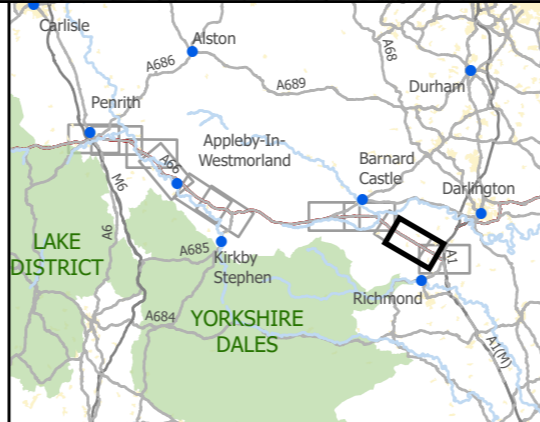 Carlisle
Alston
A686
A689
A68
Durham
Penrith
Appleby-In-
Westmorland
A66
M6
A6
Barnard
Castle
Darlington
LAKE
DISTRICT
A685
Kirkby
Stephen
A1
Richmond
A684
YORKSHIRE
DALES
A1(M)